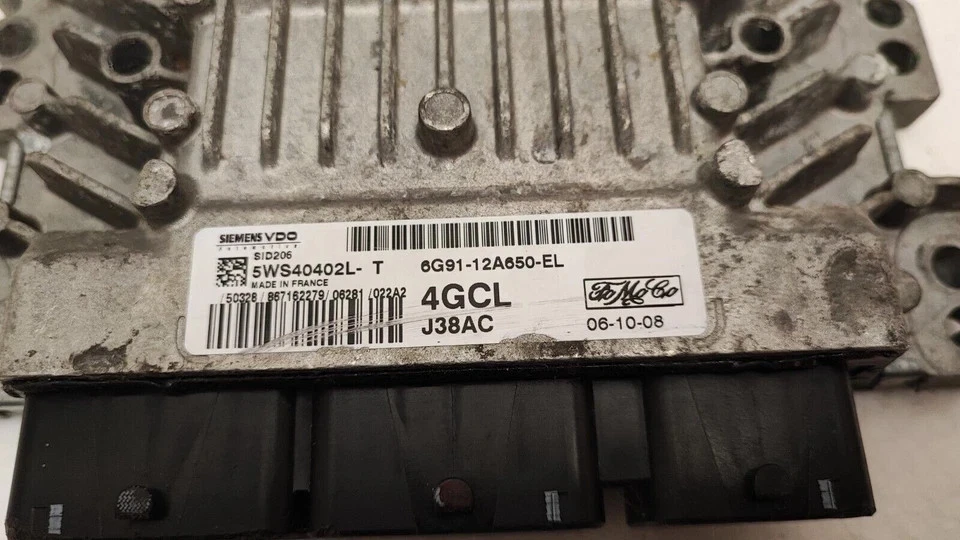 SIEMENS VDO
Automotive
SID206
5WS40402L- T
MADE IN FRANCE
/50328/867162279/06281/022A2
6G91-12A650-EL
4GCL
J38AC
FoMoCo
06-10-08